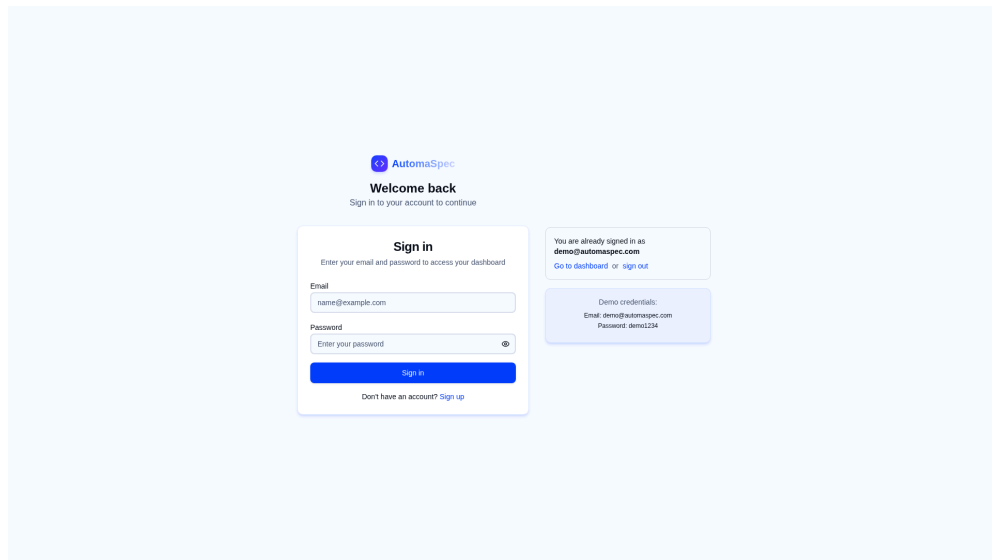 AutomaSpec
Welcome back
Sign in to your account to continue
Sign in
Enter your email and password to access your dashboard
Email
name@example.com
Password
Enter your password
Sign in
Don't have an account? Sign up
You are already signed in as
demo@automaspec.com
Go to dashboard or sign out
Demo credentials:
Email: demo@automaspec.com
Password: demo1234